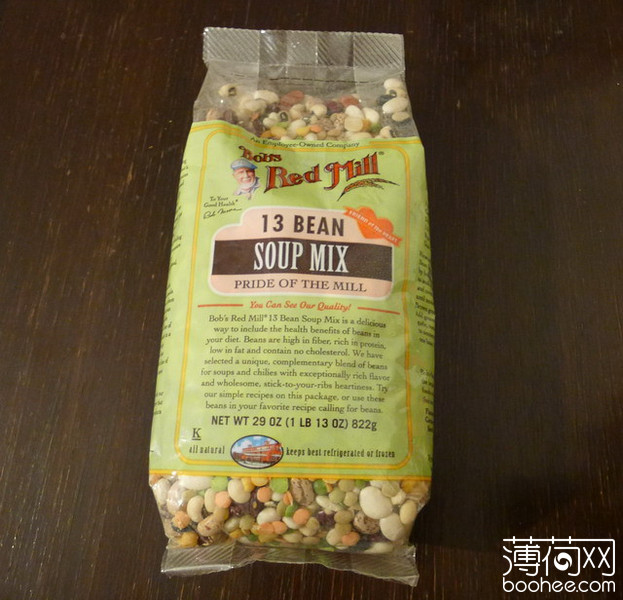 An Employee-Owned Company
Bob's
Red Mill®
To Your
Good Health®
Bob Moore
13 BEAN
FRIEND OF THE HEART
SOUP MIX
PRIDE OF THE MILL
You Can See Our Quality!
Bob's Red Mill® 13 Bean Soup Mix is a delicious
way to include the health benefits of beans in
your diet. Beans are high in fiber, rich in protein,
low in fat and contain no cholesterol. We have
selected a unique, complementary blend of beans
for soups and chilies with exceptionally rich flavor
and wholesome, stick-to-your-ribs heartiness. Try
our simple recipes on this package, or use these
beans in your favorite recipe calling for beans.
NET WT 29 OZ (1 LB 13 OZ) 822g
K
all natural
keeps best refrigerated or frozen
薄荷网
boohee.com